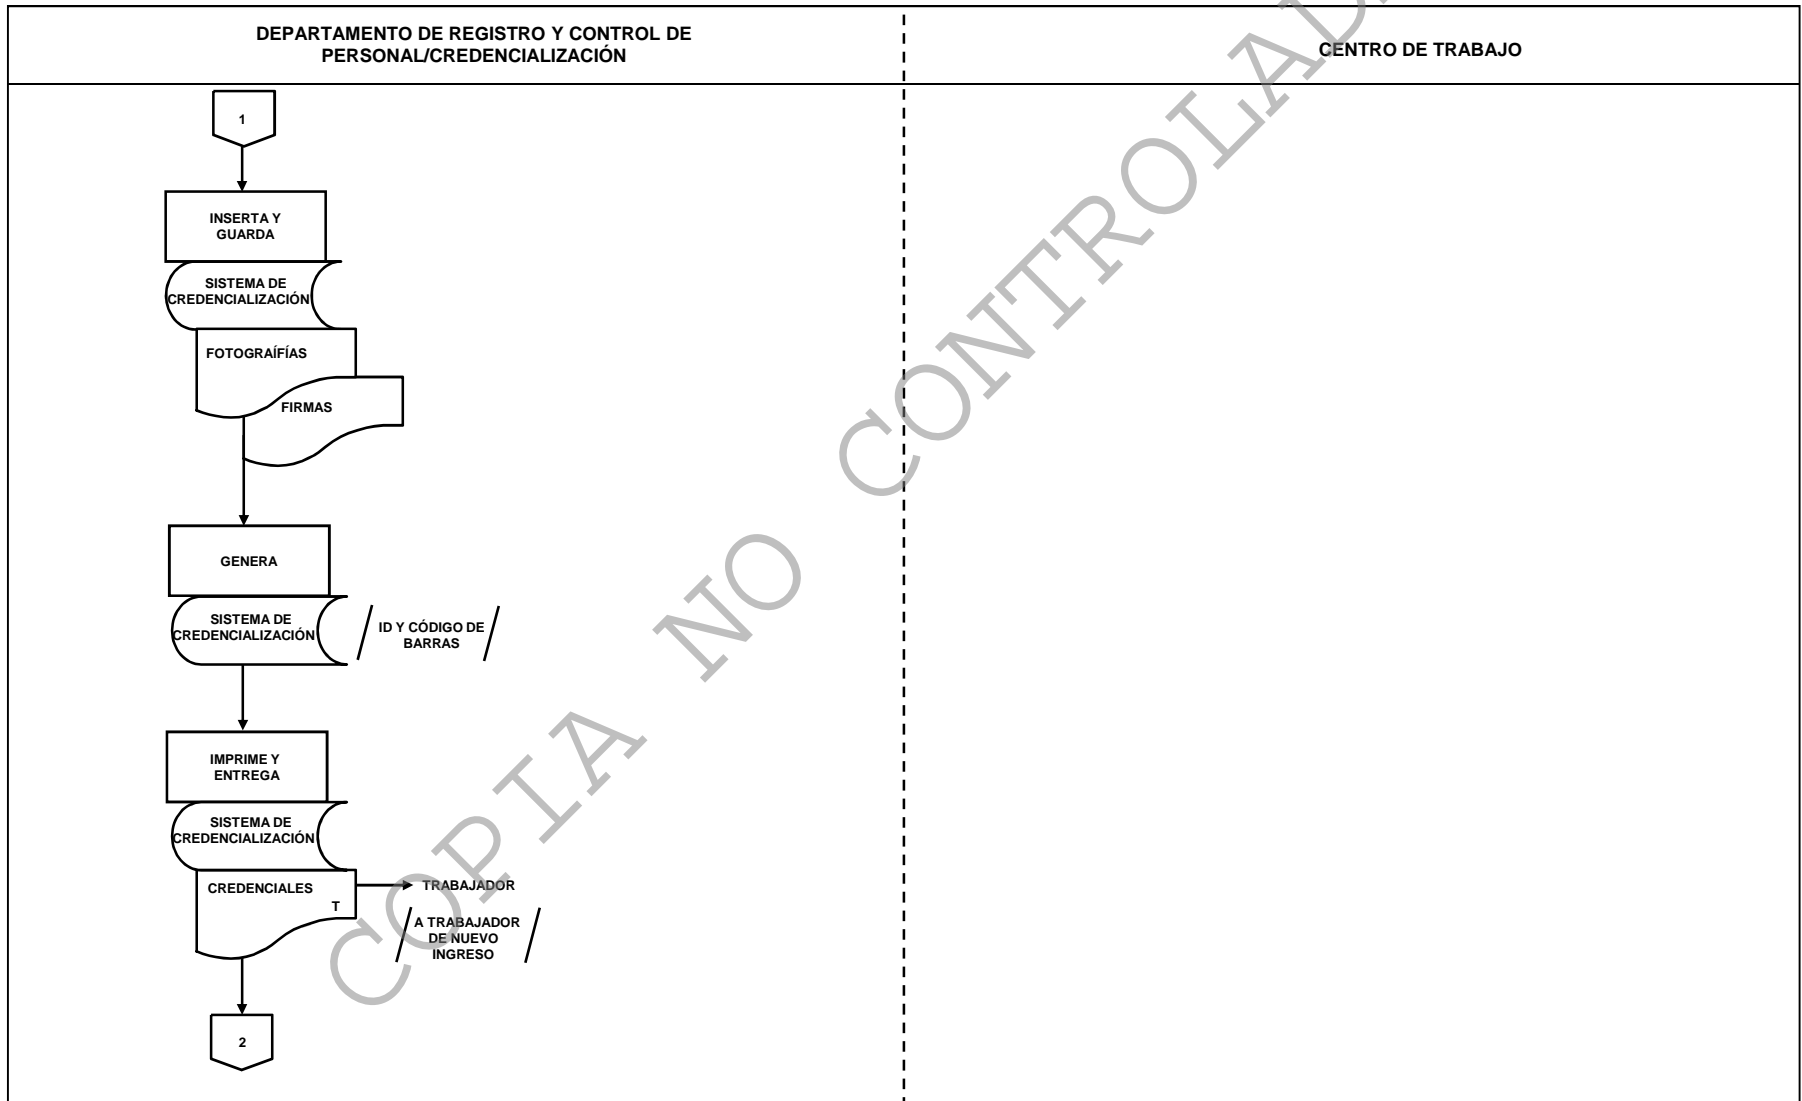 DEPARTAMENTO DE REGISTRO Y CONTROL DE
PERSONAL/CREDENCIALIZACIÓN
CENTRO DE TRABAJO
1
INSERTA Y
GUARDA
SISTEMA DE
CREDENCIALIZACIÓN
FOTOGRAÍFÍAS
FIRMAS
GENERA
SISTEMA DE
CREDENCIALIZACIÓN
ID Y CÓDIGO DE
BARRAS
IMPRIME Y
ENTREGA
SISTEMA DE
CREDENCIALIZACIÓN
CREDENCIALES
T
TRABAJADOR
A TRABAJADOR
DE NUEVO
INGRESO
2
COPIA NO CONTROLADA